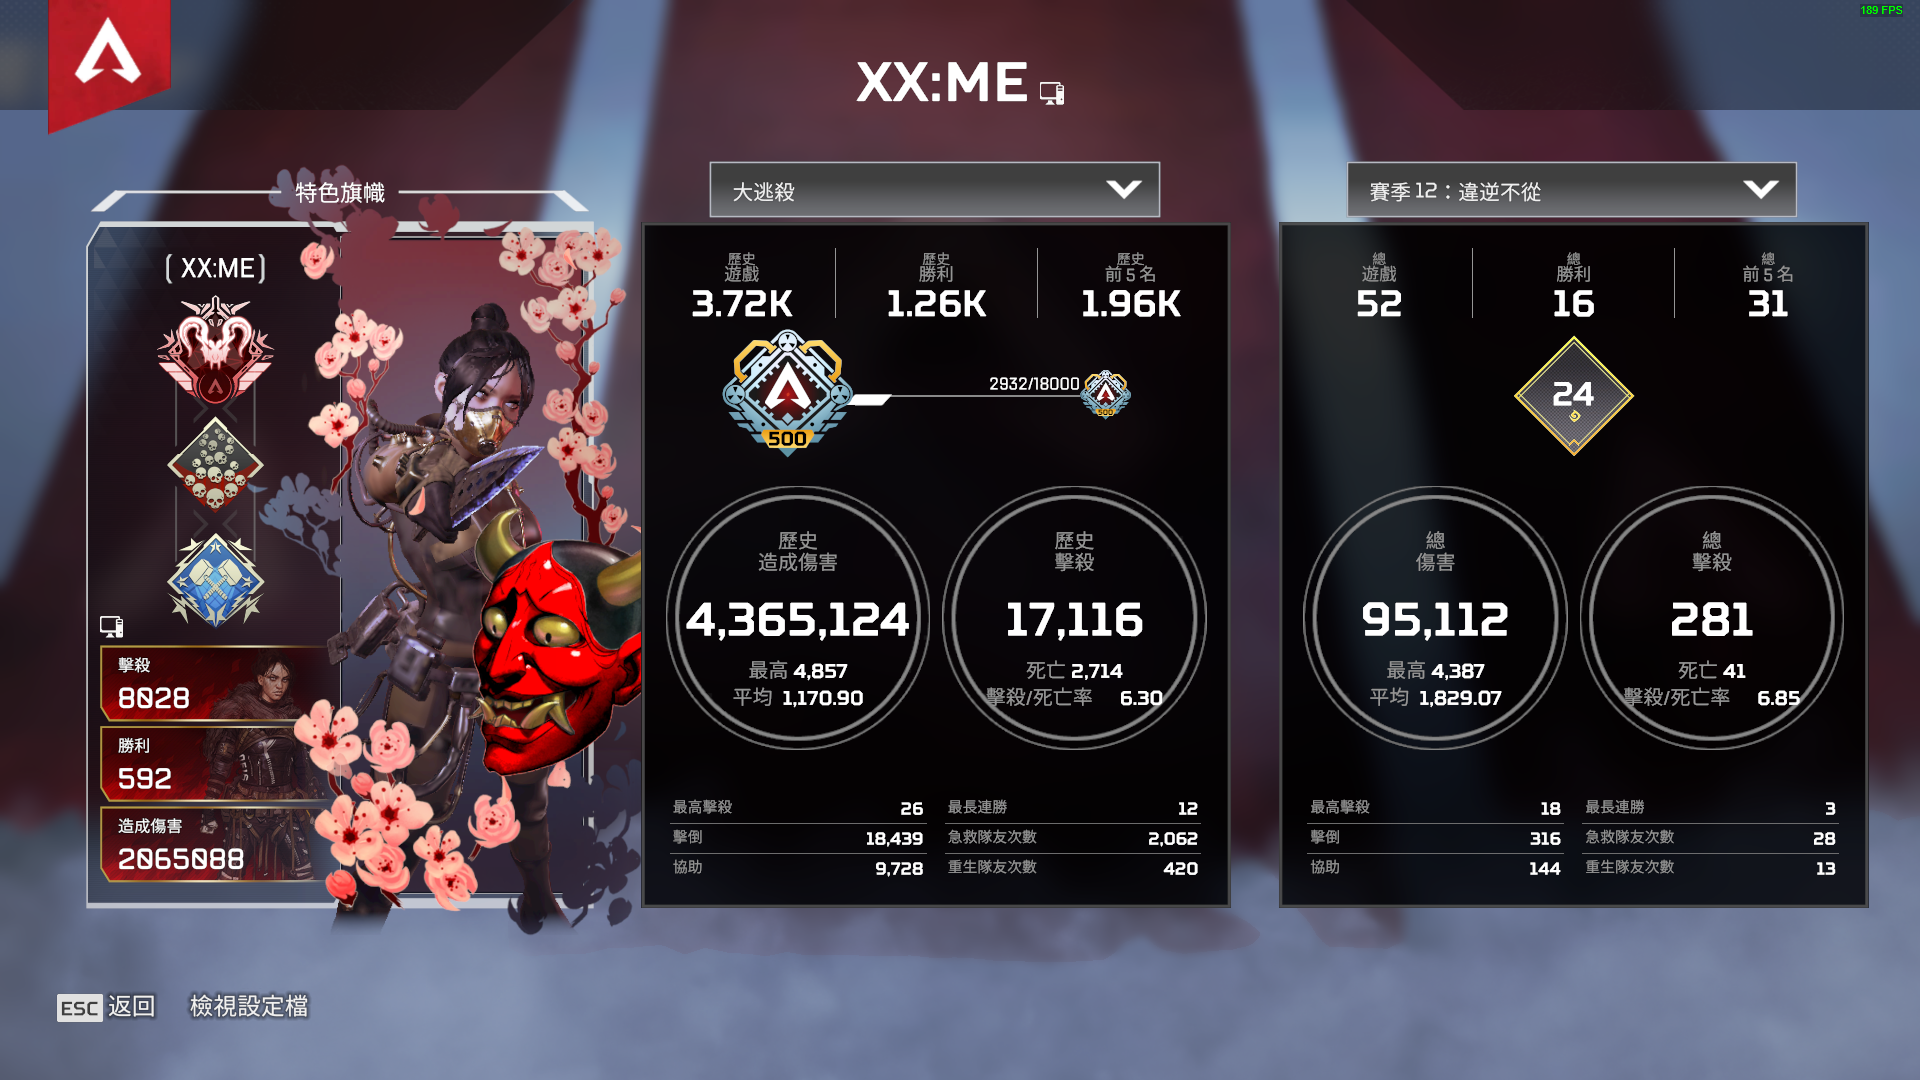 189 FPS
XX:ME
特色旗幟
大逃殺
賽季 12：違逆不從
( XX:ME )
歷史
遊戲
3.72K
歷史
勝利
1.26K
歷史
前 5 名
1.96K
500
2932/18000
500
歷史
造成傷害
4,365,124
最高 4,857
平均 1,170.90
歷史
擊殺
17,116
死亡 2,714
擊殺/死亡率 6.30
最高擊殺 26
擊倒 18,439
協助 9,728
最長連勝 12
急救隊友次數 2,062
重生隊友次數 420
總
遊戲
52
總
勝利
16
總
前 5 名
31
24
總
傷害
95,112
最高 4,387
平均 1,829.07
總
擊殺
281
死亡 41
擊殺/死亡率 6.85
最高擊殺 18
擊倒 316
協助 144
最長連勝 3
急救隊友次數 28
重生隊友次數 13
擊殺
8028
勝利
592
造成傷害
2065088
ESC 返回
檢視設定檔